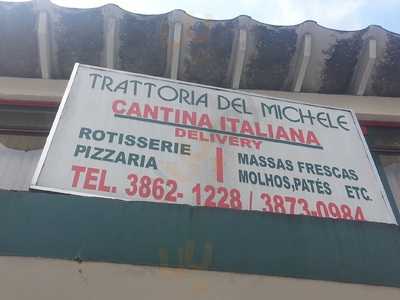 TRATTORIA DEL MICHELE
CANTINA ITALIANA
DELIVERY
ROTISSERIE
PIZZARIA
MASSAS FRESCAS
MOLHOS,PATÉS ETC.
TEL. 3862-1228 / 3873-0984